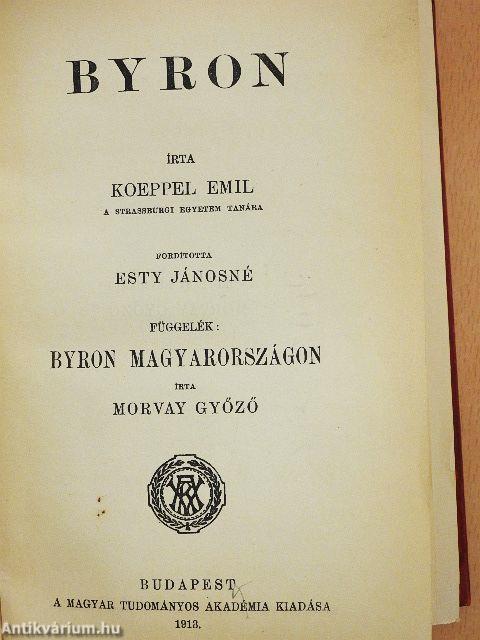 BYRON
ÍRTA
KOEPPEL EMIL
A STRASSBURGI EGYETEM TANÁRA
FORDÍTOTTA
ESTY JÁNOSNÉ
FÜGGELÉK:
BYRON MAGYARORSZÁGON
ÍRTA
MORVAY GYŐZŐ
BUDAPEST
A MAGYAR TUDOMÁNYOS AKADÉMIA KIADÁSA
1913.
Antikvárium.hu